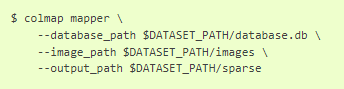 $ colmap mapper \
    --database_path $DATASET_PATH/database.db \
    --image_path $DATASET_PATH/images \
    --output_path $DATASET_PATH/sparse